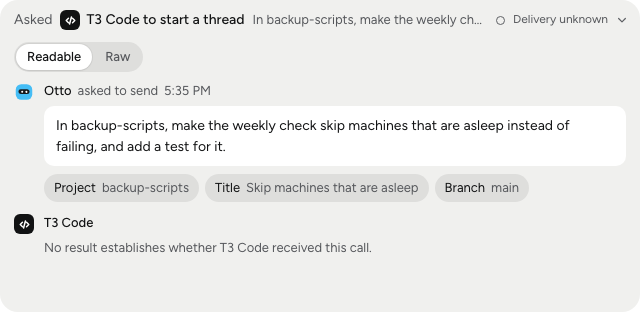 Asked T3 Code to start a thread In backup-scripts, make the weekly ch... Delivery unknown
Readable Raw
Otto asked to send 5:35 PM
In backup-scripts, make the weekly check skip machines that are asleep instead of
failing, and add a test for it.
Project backup-scripts Title Skip machines that are asleep Branch main
T3 Code
No result establishes whether T3 Code received this call.